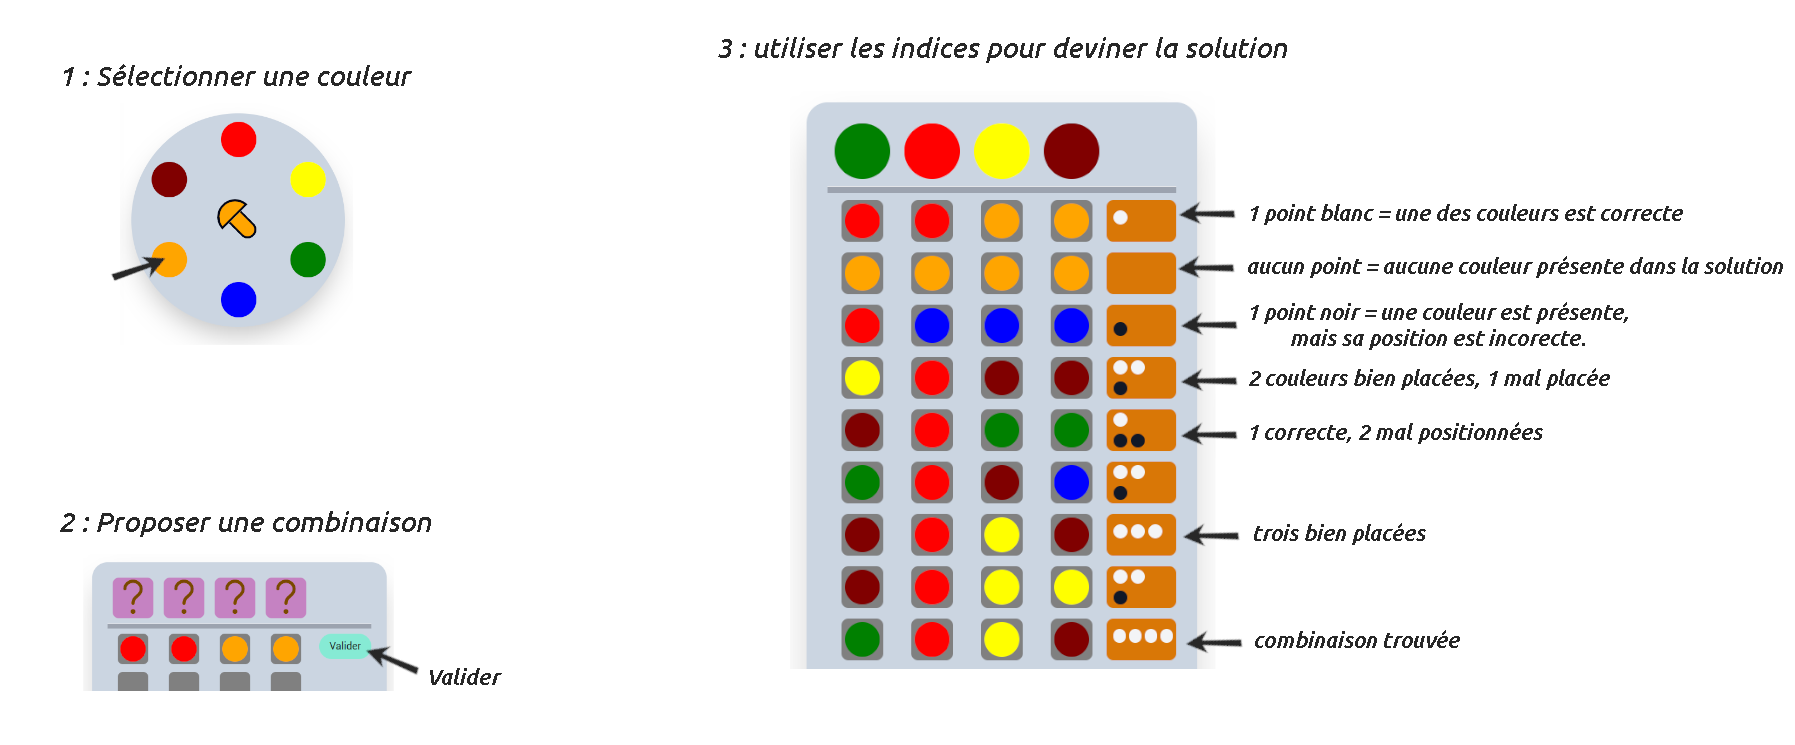 1 : Sélectionner une couleur
2 : Proposer une combinaison
? ? ? ?
Valider
Valider
3 : utiliser les indices pour deviner la solution
1 point blanc = une des couleurs est correcte
aucun point = aucune couleur présente dans la solution
1 point noir = une couleur est présente,
mais sa position est incorecte.
2 couleurs bien placées, 1 mal placée
1 correcte, 2 mal positionnées
trois bien placées
combinaison trouvée